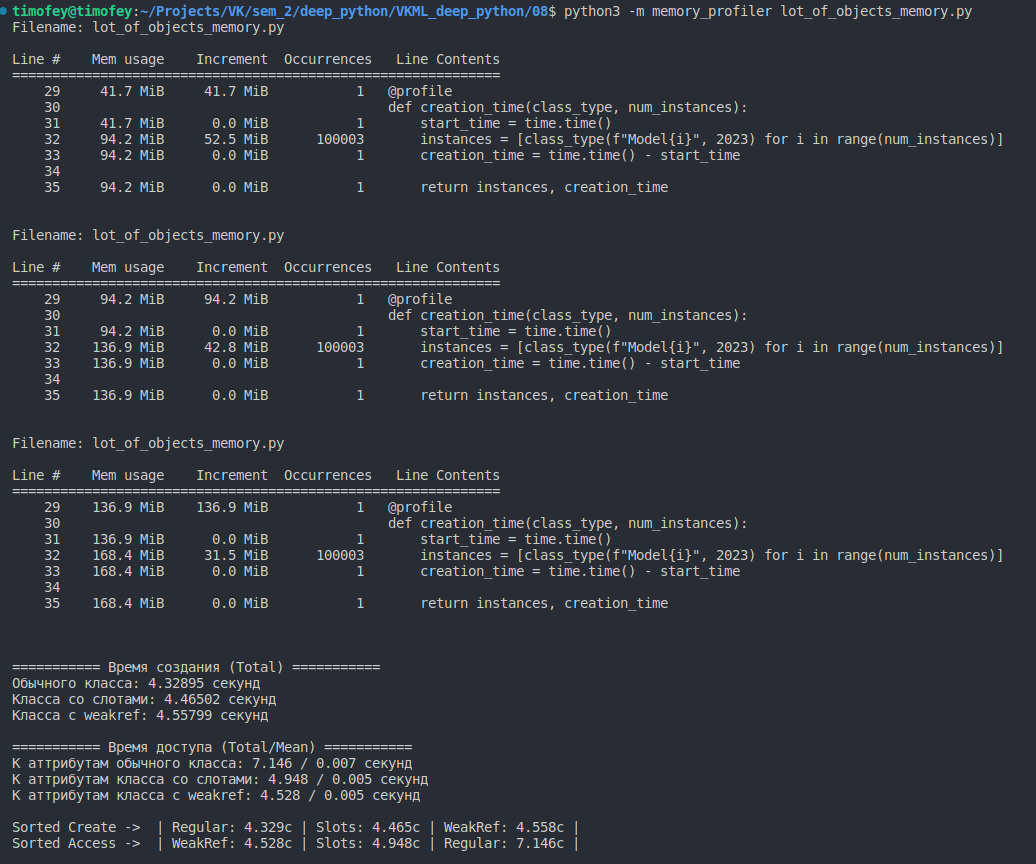 timofey@timofey:~/Projects/VK/sem_2/deep_python/VKML_deep_python/08$ python3 -m memory_profiler lot_of_objects_memory.py
Filename: lot_of_objects_memory.py

Line #    Mem usage    Increment  Occurrences   Line Contents
=============================================================
    29     41.7 MiB     41.7 MiB           1   @profile
    30                                         def creation_time(class_type, num_instances):
    31     41.7 MiB      0.0 MiB           1       start_time = time.time()
    32     94.2 MiB     52.5 MiB      100003       instances = [class_type(f"Model{i}", 2023) for i in range(num_instances)]
    33     94.2 MiB      0.0 MiB           1       creation_time = time.time() - start_time
    34
    35     94.2 MiB      0.0 MiB           1       return instances, creation_time


Filename: lot_of_objects_memory.py

Line #    Mem usage    Increment  Occurrences   Line Contents
=============================================================
    29     94.2 MiB     94.2 MiB           1   @profile
    30                                         def creation_time(class_type, num_instances):
    31     94.2 MiB      0.0 MiB           1       start_time = time.time()
    32    136.9 MiB     42.8 MiB      100003       instances = [class_type(f"Model{i}", 2023) for i in range(num_instances)]
    33    136.9 MiB      0.0 MiB           1       creation_time = time.time() - start_time
    34
    35    136.9 MiB      0.0 MiB           1       return instances, creation_time


Filename: lot_of_objects_memory.py

Line #    Mem usage    Increment  Occurrences   Line Contents
=============================================================
    29    136.9 MiB    136.9 MiB           1   @profile
    30                                         def creation_time(class_type, num_instances):
    31    136.9 MiB      0.0 MiB           1       start_time = time.time()
    32    168.4 MiB     31.5 MiB      100003       instances = [class_type(f"Model{i}", 2023) for i in range(num_instances)]
    33    168.4 MiB      0.0 MiB           1       creation_time = time.time() - start_time
    34
    35    168.4 MiB      0.0 MiB           1       return instances, creation_time



=========== Время создания (Total) ===========
Обычного класса: 4.32895 секунд
Класса со слотами: 4.46502 секунд
Класса с weakref: 4.55799 секунд

=========== Время доступа (Total/Mean) ===========
К аттрибутам обычного класса: 7.146 / 0.007 секунд
К аттрибутам класса со слотами: 4.948 / 0.005 секунд
К аттрибутам класса с weakref: 4.528 / 0.005 секунд

Sorted Create ->  | Regular: 4.329с | Slots: 4.465с | WeakRef: 4.558с |
Sorted Access ->  | WeakRef: 4.528с | Slots: 4.948с | Regular: 7.146с |